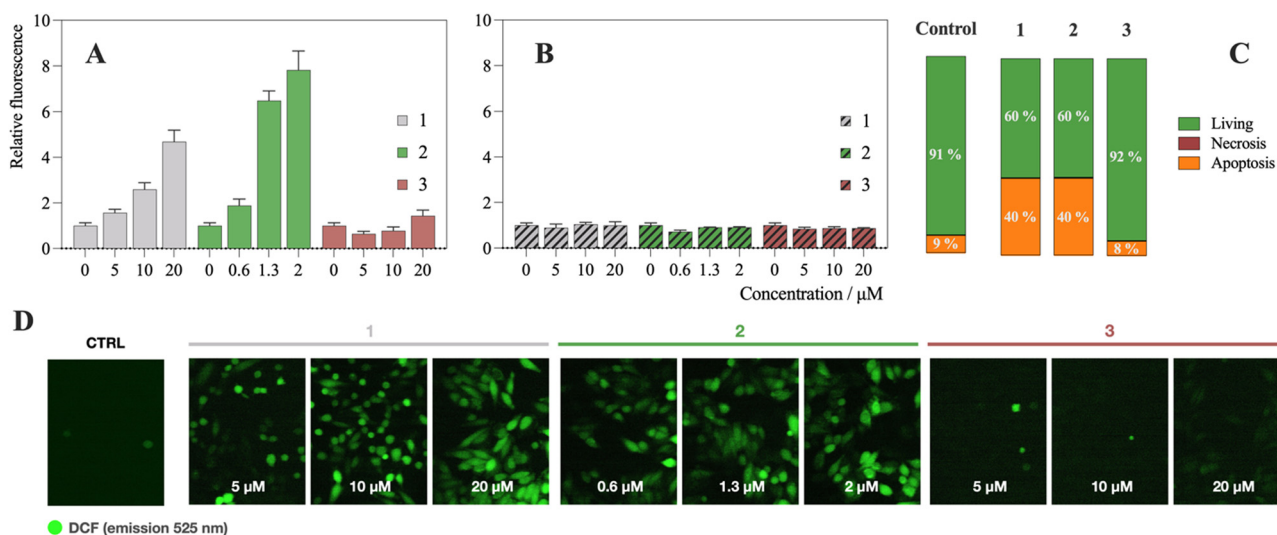 A
Relative fluorescence
10
8
6
4
2
0
1
2
3
0 5 10 20 0 0.6 1.3 2 0 5 10 20
B
10
8
6
4
2
0
1
2
3
0 5 10 20 0 0.6 1.3 2 0 5 10 20
Concentration / μM
C
Control 1 2 3
91 % 60 % 60 % 92 %
9 % 40 % 40 % 8 %
Living
Necrosis
Apoptosis
D
CTRL 1 2 3
5 μM 10 μM 20 μM 0.6 μM 1.3 μM 2 μM 5 μM 10 μM 20 μM
DCF (emission 525 nm)